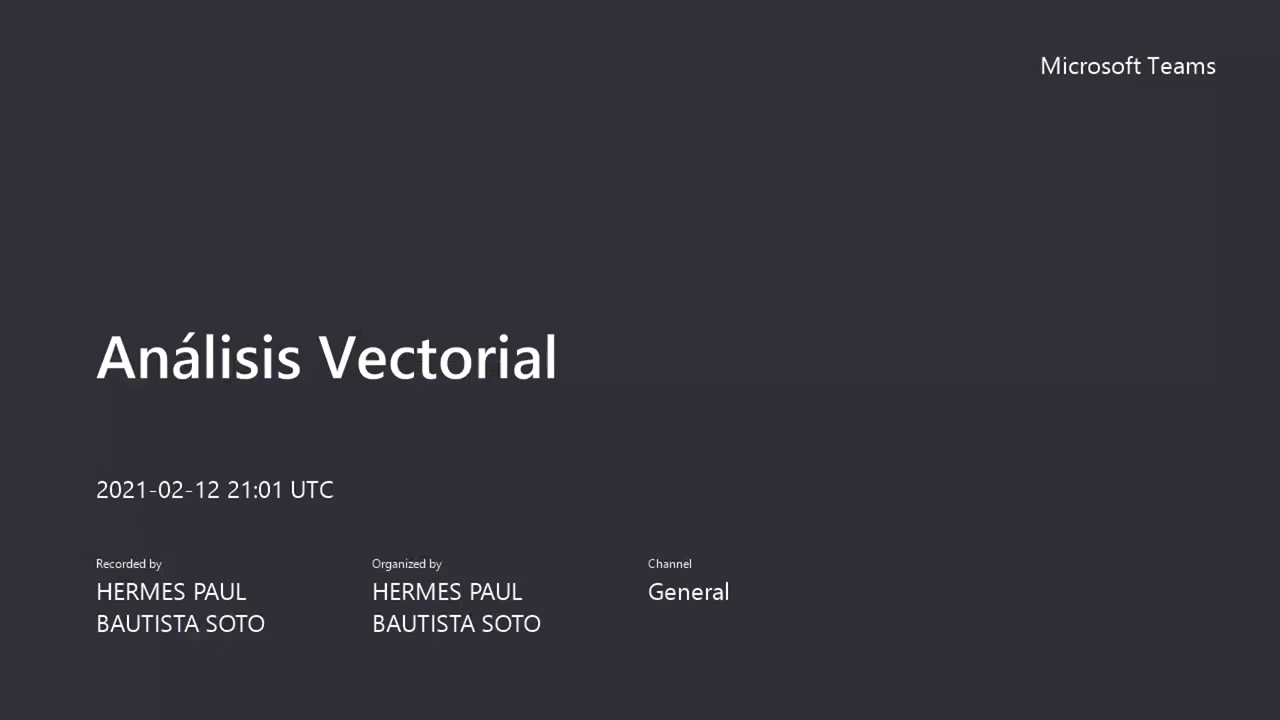 Microsoft Teams
Análisis Vectorial
2021-02-12 21:01 UTC
Recorded by
HERMES PAUL
BAUTISTA SOTO
Organized by
HERMES PAUL
BAUTISTA SOTO
Channel
General